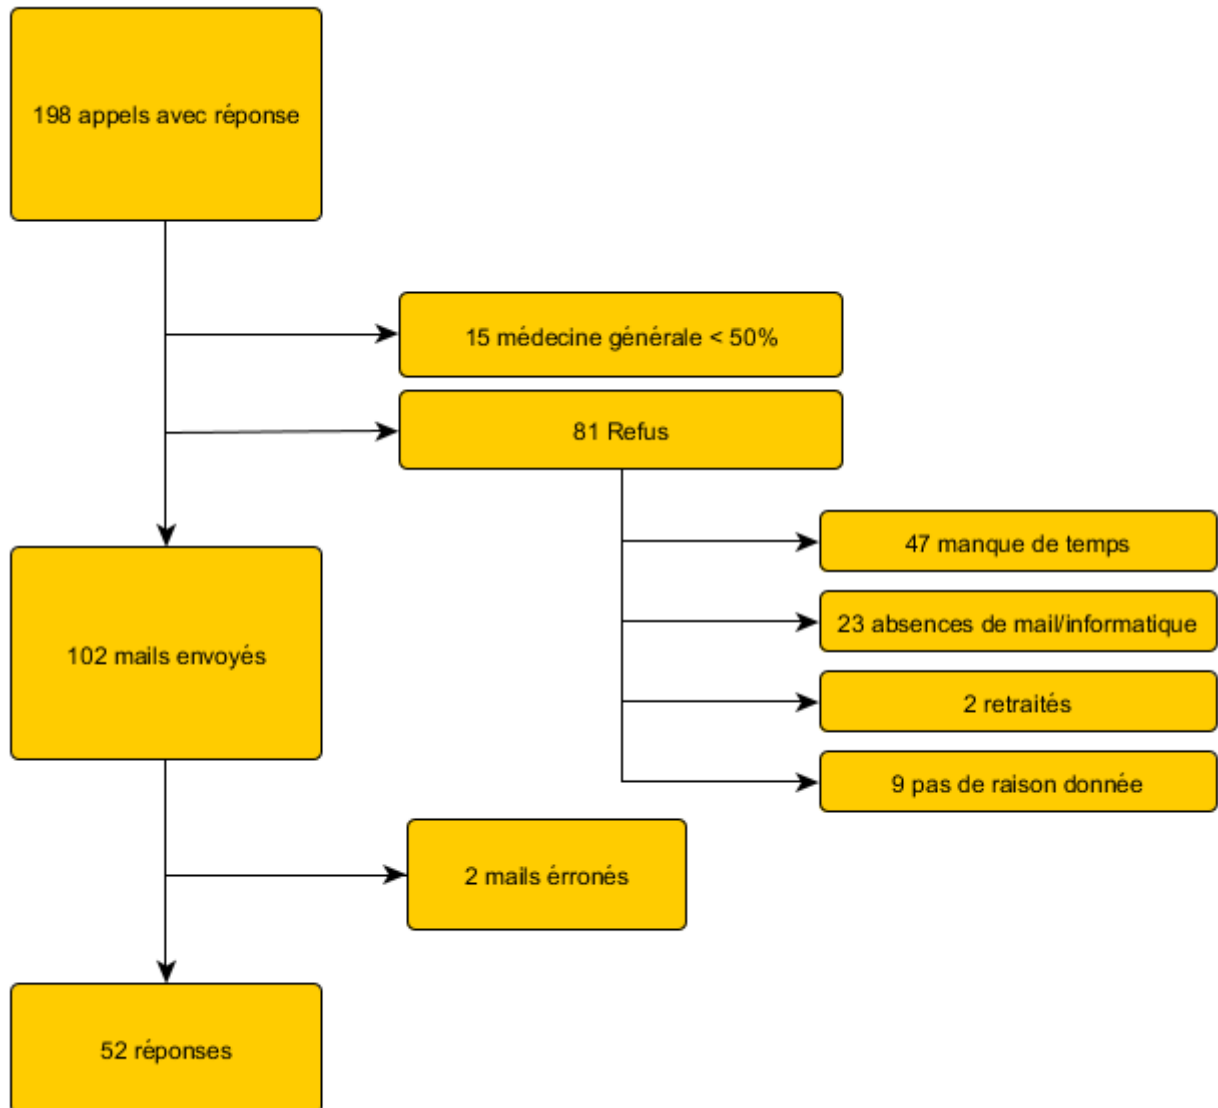 198 appels avec réponse
15 médecine générale < 50%
81 Refus
47 manque de temps
23 absences de mail/informatique
2 retraités
9 pas de raison donnée
102 mails envoyés
2 mails érronés
52 réponses